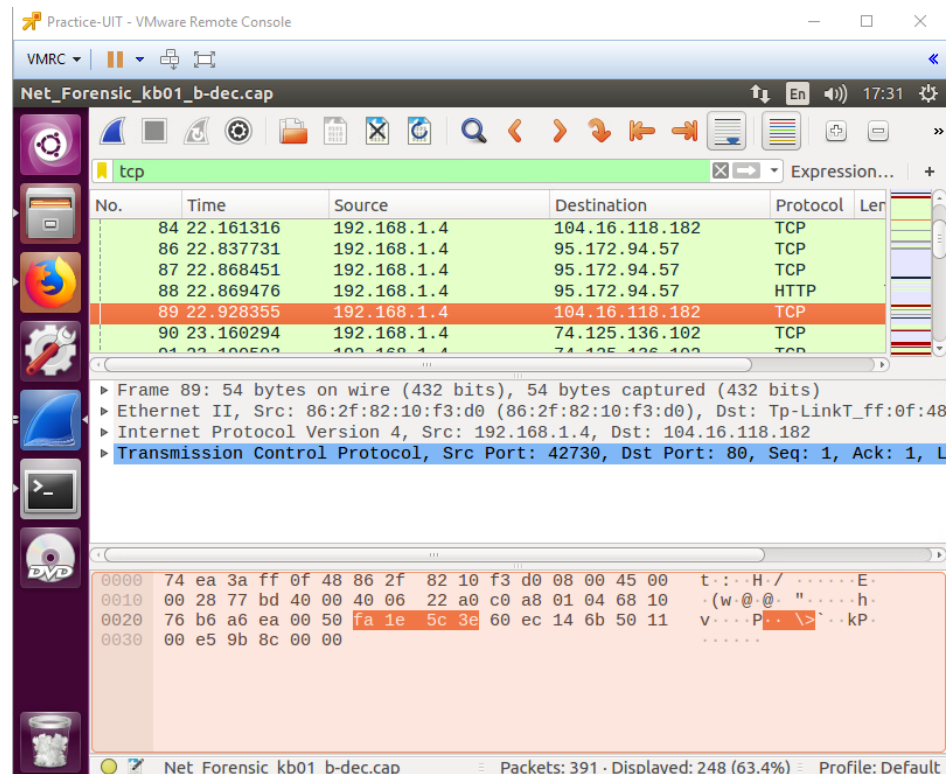 Practice-UIT - VMware Remote Console
VMRC
Net_Forensic_kb01_b-dec.cap En 17:31
tcp Expression... +
No. Time Source Destination Protocol Ler
84 22.161316 192.168.1.4 104.16.118.182 TCP
86 22.837731 192.168.1.4 95.172.94.57 TCP
87 22.868451 192.168.1.4 95.172.94.57 TCP
88 22.869476 192.168.1.4 95.172.94.57 HTTP
89 22.928355 192.168.1.4 104.16.118.182 TCP
90 23.160294 192.168.1.4 74.125.136.102 TCP
Frame 89: 54 bytes on wire (432 bits), 54 bytes captured (432 bits)
Ethernet II, Src: 86:2f:82:10:f3:d0 (86:2f:82:10:f3:d0), Dst: Tp-LinkT_ff:0f:48
Internet Protocol Version 4, Src: 192.168.1.4, Dst: 104.16.118.182
Transmission Control Protocol, Src Port: 42730, Dst Port: 80, Seq: 1, Ack: 1, L
0000 74 ea 3a ff 0f 48 86 2f 82 10 f3 d0 08 00 45 00 t·:··H·/ ······E·
0010 00 28 77 bd 40 00 40 06 22 a0 c0 a8 01 04 68 10 ·(w·@·@· "·····h·
0020 76 b6 a6 ea 00 50 fa 1e 5c 3e 60 ec 14 6b 50 11 v····P·· \>`··kP·
0030 00 e5 9b 8c 00 00 ······
Net_Forensic_kb01_b-dec.cap Packets: 391 · Displayed: 248 (63.4%) Profile: Default
DVD